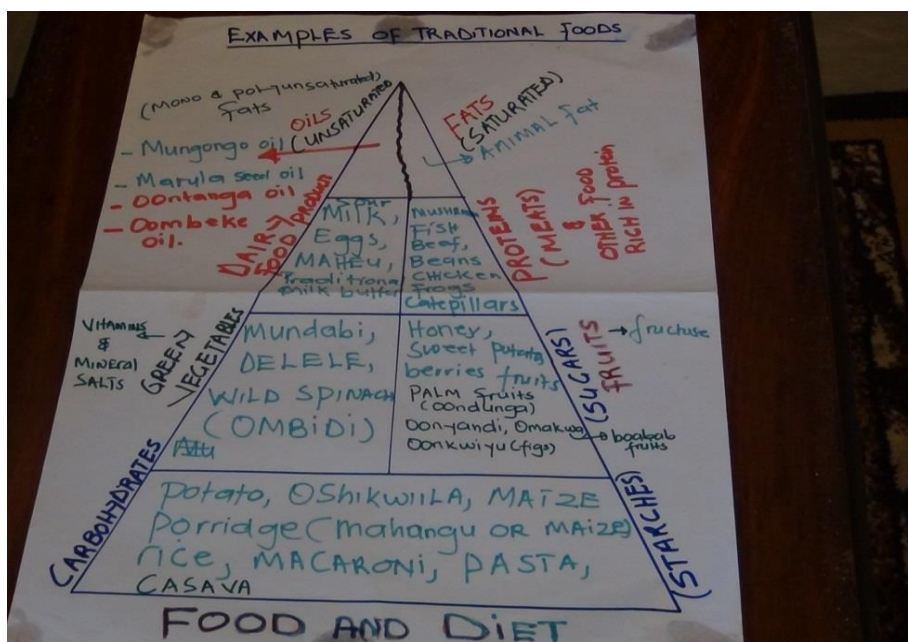 EXAMPLES OF TRADITIONAL FOODS
(MONO & polyunsaturated)
fats
OILS
(UNSATURATED)
FATS
(SATURATED)
ANIMAL fat
- Mungongo oil
- Marula seed oil
- Oontanga oil
- Oombeke
oil.
DAIRY
FOOD PRODUCT
Sour
Milk,
Eggs,
MAHEU,
Traditional
milk butter
FISH
Beef,
Beans
CHICKEN
Frogs
Catepillars
PROTEINS
(MEATS)
&
OTHER FOOD
RICH IN protein
VITAMINS
&
MINERAL
SALTS
GREEN
VEGETABLES
Mundabi,
DELELE,
WILD SPINACH
(OMBIDI)
Honey,
Sweet potato,
berries fruits
PALM fruits
(oondunga)
oonyandi, Omakwa
oonkwiyu (figs)
(SUGARS)
FRUITS
fructuse
baobab
fruits
CARBOHYDRATES
(STARCHES)
Potato, OSHIKWIILA, MAIZE
Porridge (mahangu OR MAIZE)
rice, MACARONI, PASTA,
CASAVA
FOOD AND DIET